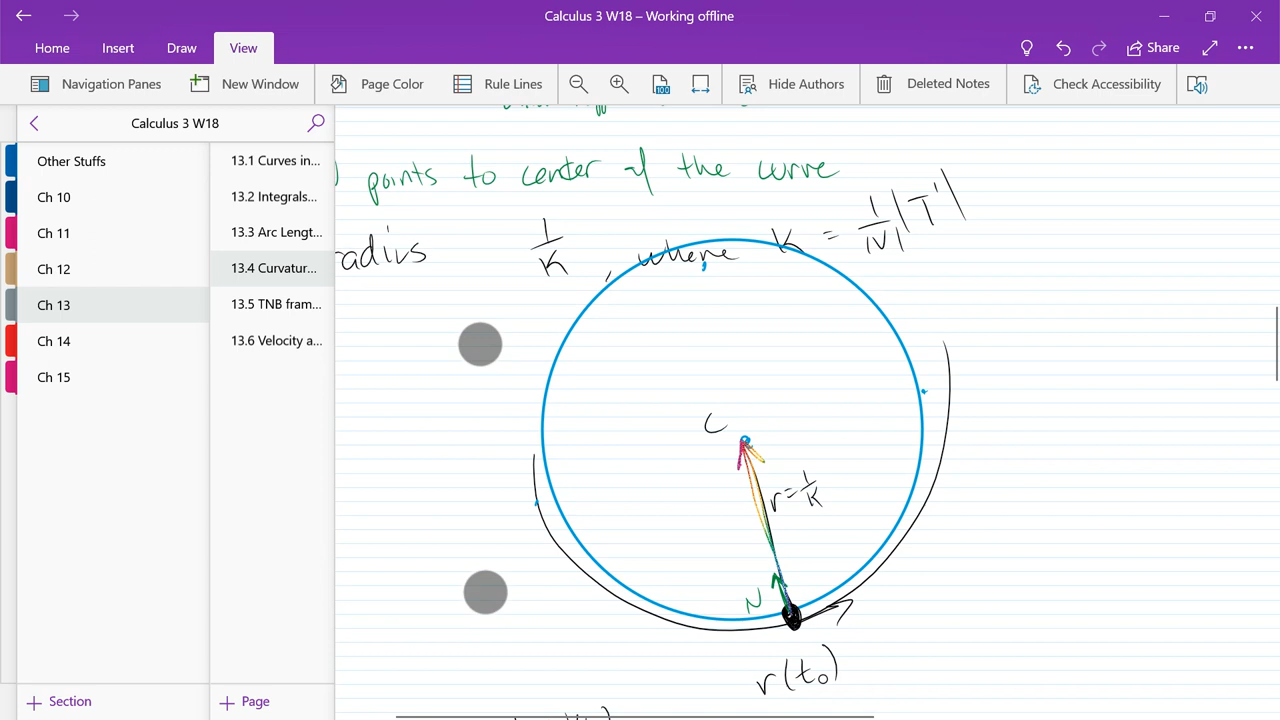 Calculus 3 W18 – Working offline
Home Insert Draw View
Share
Navigation Panes New Window Page Color Rule Lines Hide Authors Deleted Notes Check Accessibility
Calculus 3 W18
Other Stuffs
Ch 10
Ch 11
Ch 12
Ch 13
Ch 14
Ch 15
13.1 Curves in...
13.2 Integrals...
13.3 Arc Lengt...
13.4 Curvatur...
13.5 TNB fram...
13.6 Velocity a...
Section
Page
points to center of the curve
radius 1/K , where K = 1/|V| |T'|
C
r = 1/K
N
r(t₀)